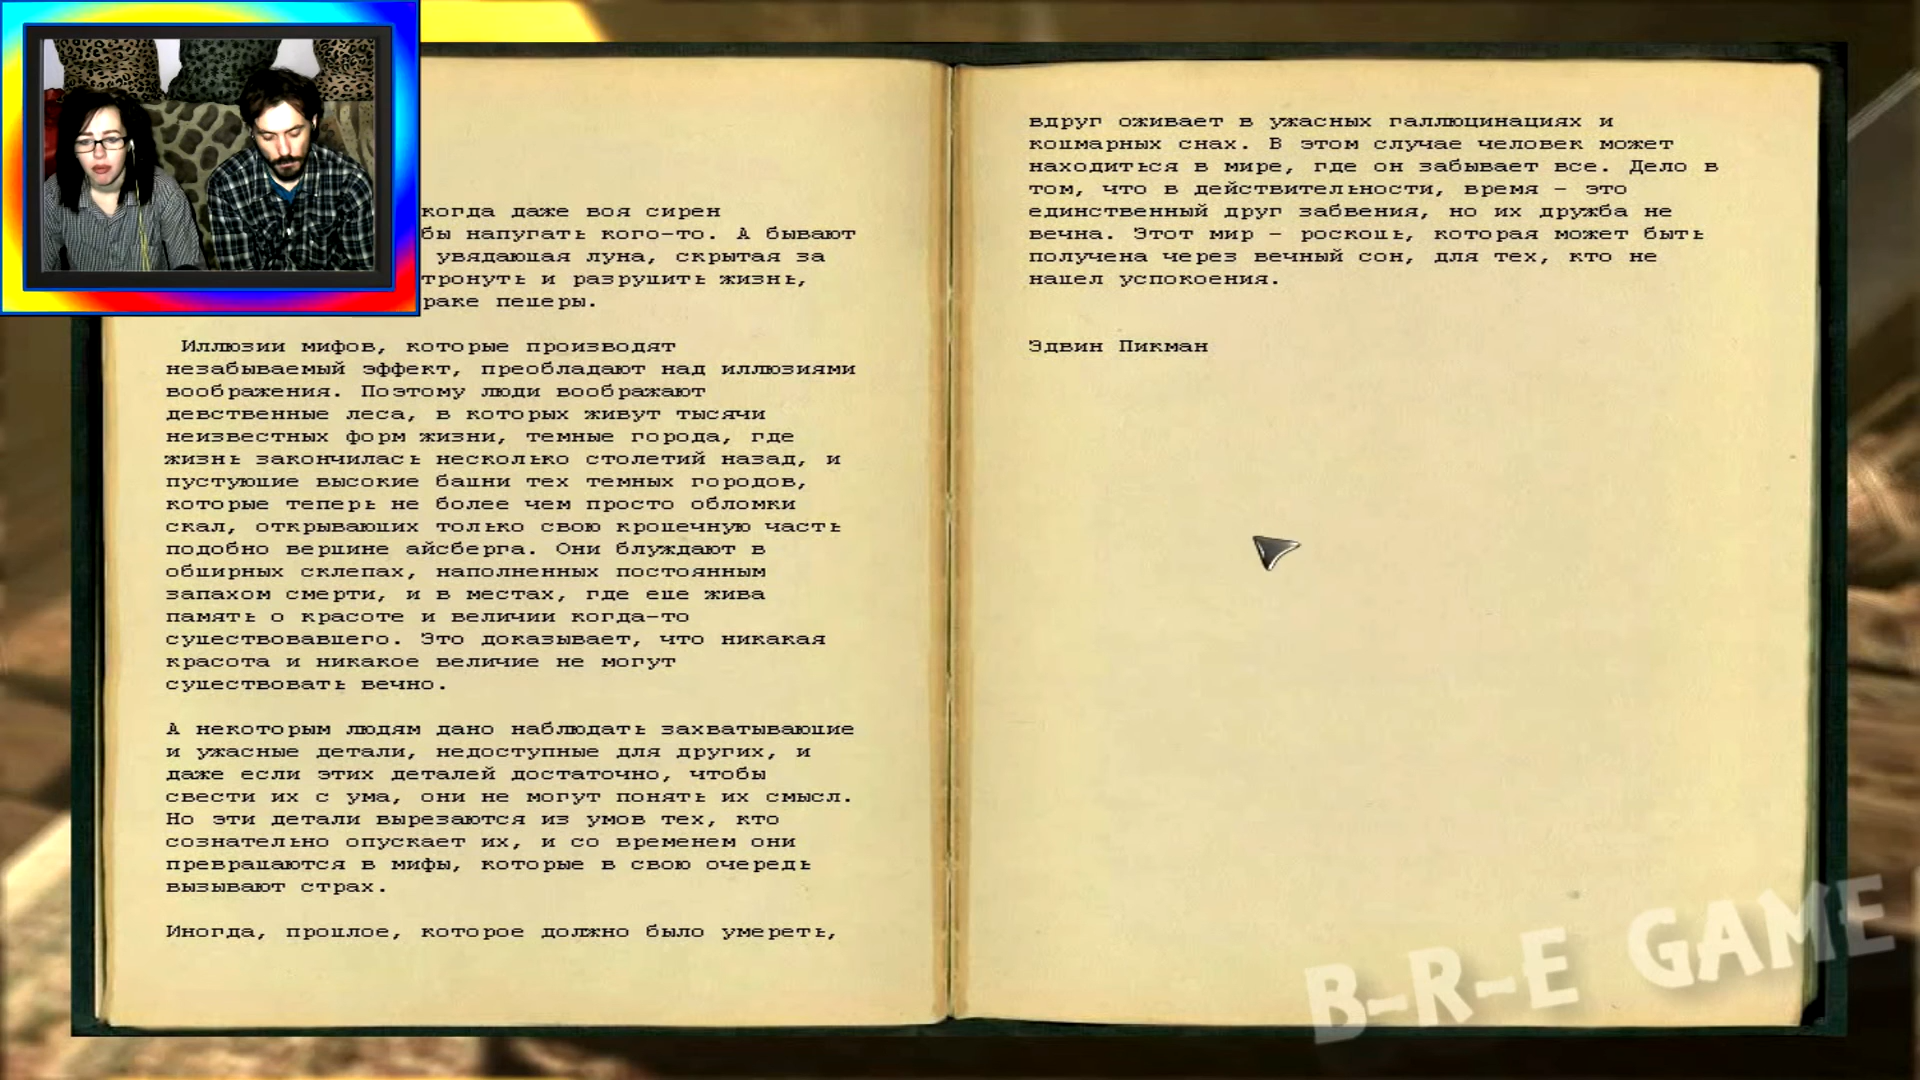 когда даже воя сирен
бы напугать кого-то. А бывают
увядающая луна, скрытая за
тронуть и разрушить жизнь,
раке пещеры.
Иллюзии мифов, которые производят
незабываемый эффект, преобладают над иллюзиями
воображения. Поэтому люди воображают
девственные леса, в которых живут тысячи
неизвестных форм жизни, темные города, где
жизнь закончилась несколько столетий назад, и
пустующие высокие башни тех темных городов,
которые теперь не более чем просто обломки
скал, открывающих только свою крошечную часть
подобно вершине айсберга. Они блуждают в
обширных склепах, наполненных постоянным
запахом смерти, и в местах, где еще жива
память о красоте и величии когда-то
существовавшего. Это доказывает, что никакая
красота и никакое величие не могут
существовать вечно.
А некоторым людям дано наблюдать захватывающие
и ужасные детали, недоступные для других, и
даже если этих деталей достаточно, чтобы
свести их с ума, они не могут понять их смысл.
Но эти детали вырезаются из умов тех, кто
сознательно опускает их, и со временем они
превращаются в мифы, которые в свою очередь
вызывают страх.
Иногда, прошлое, которое должно было умереть,
вдруг оживает в ужасных галлюцинациях и
кошмарных снах. В этом случае человек может
находиться в мире, где он забывает все. Дело в
том, что в действительности, время - это
единственный друг забвения, но их дружба не
вечна. Этот мир - роскошь, которая может быть
получена через вечный сон, для тех, кто не
нашел успокоения.
Эдвин Пикман
B-R-E GAME